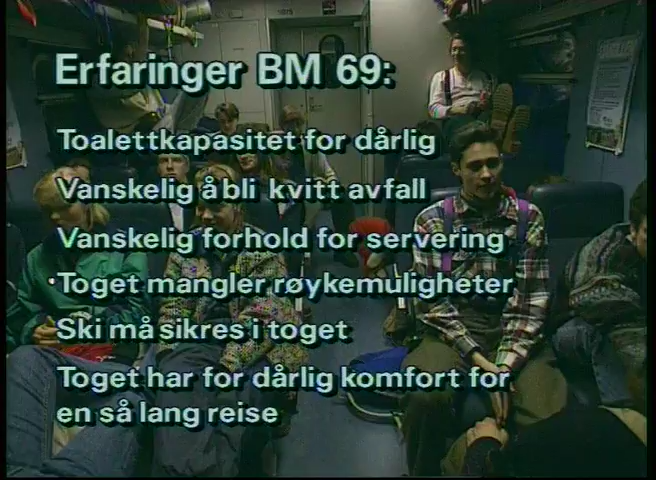 Erfaringer BM 69:
Toalettkapasitet for dårlig
Vanskelig å bli kvitt avfall
Vanskelig forhold for servering
Toget mangler røykemuligheter
Ski må sikres i toget
Toget har for dårlig komfort for
en så lang reise